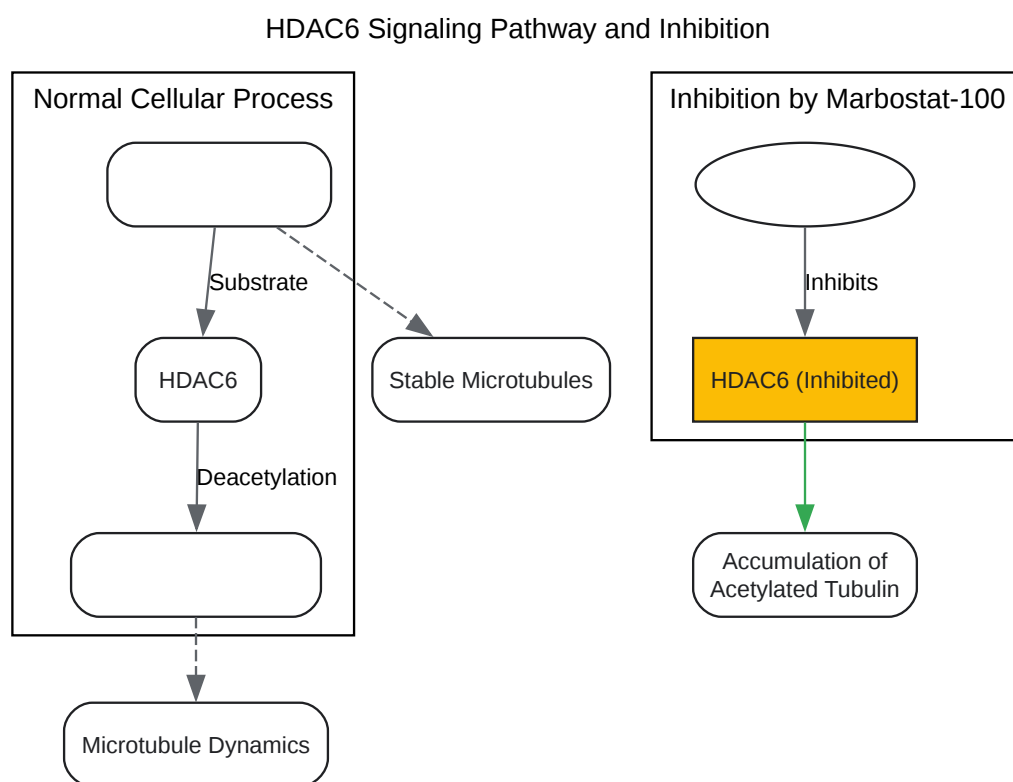 HDAC6 Signaling Pathway and Inhibition
Normal Cellular Process
Substrate
HDAC6
Deacetylation
Microtubule Dynamics
Stable Microtubules
Inhibition by Marbostat-100
Inhibits
HDAC6 (Inhibited)
Accumulation of
Acetylated Tubulin